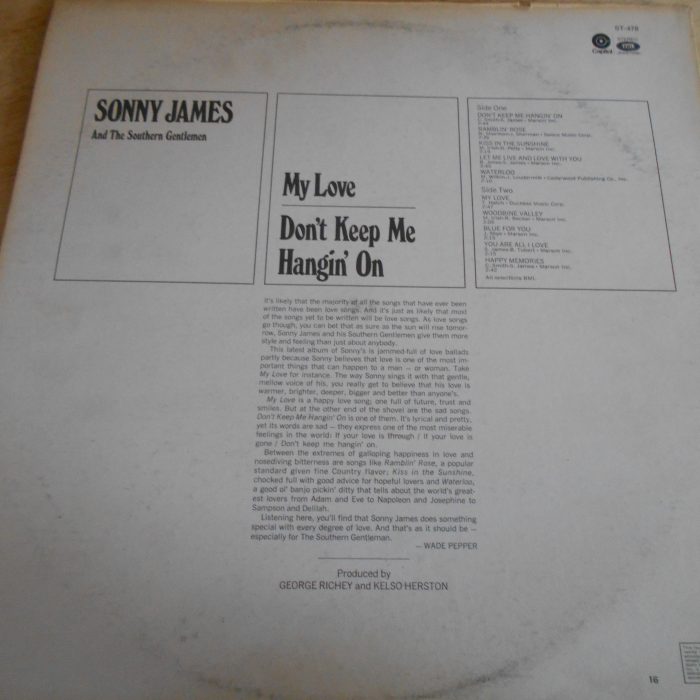 ST-478
Capitol
STEREO
SONNY JAMES
And The Southern Gentlemen
My Love
Don't Keep Me
Hangin' On
Side One
DON'T KEEP ME HANGIN' ON
RAMBLIN' ROSE
KISS IN THE SUNSHINE
LET ME LIVE AND LOVE WITH YOU
WATERLOO
Side Two
MY LOVE
WOODBINE VALLEY
BLUE FOR YOU
YOU ARE ALL I LOVE
HAPPY MEMORIES
All selections BMI.
It's likely that the majority of all the songs that have ever been
written have been love songs. And it's just as likely that most
of the songs yet to be written will be love songs. As love songs
go though, you can bet that as sure as the sun will rise tomor-
row, Sonny James and his Southern Gentlemen give them more
style and feeling than just about anybody.
This latest album of Sonny's is jammed-full of love ballads
partly because Sonny believes that love is one of the most im-
portant things that can happen to a man — or woman. Take
My Love for instance. The way Sonny sings it with that gentle,
mellow voice of his, you really get to believe that his love is
warmer, brighter, deeper, bigger and better than anyone's.
My Love is a happy love song; one full of future, trust and
smiles. But at the other end of the shovel are the sad songs.
Don't Keep Me Hangin' On is one of them. It's lyrical and pretty,
yet its words are sad — they express one of the most miserable
feelings in the world: If your love is through / If your love is
gone / Don't keep me hangin' on.
Between the extremes of galloping happiness in love and
nosediving bitterness are songs like Ramblin' Rose, a popular
standard given fine Country flavor; Kiss in the Sunshine,
chocked full with good advice for hopeful lovers and Waterloo,
a good ol' banjo pickin' ditty that tells about the world's great-
est lovers from Adam and Eve to Napoleon and Josephine to
Sampson and Delilah.
Listening here, you'll find that Sonny James does something
special with every degree of love. And that's as it should be —
especially for The Southern Gentleman.
— WADE PEPPER
Produced by
GEORGE RICHEY and KELSO HERSTON
16